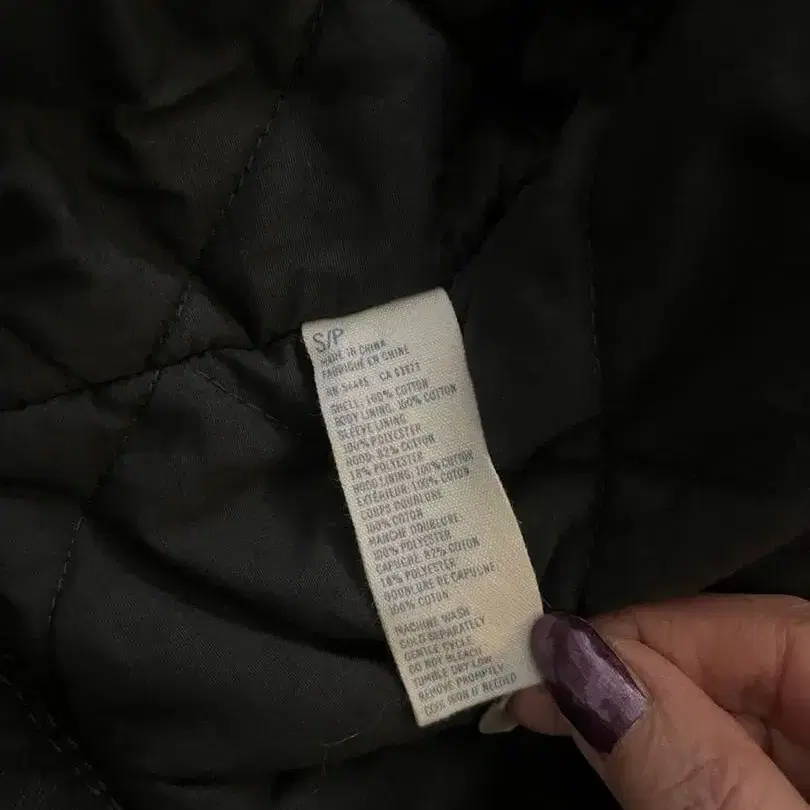 S/P
MADE IN CHINA
FABRIQUÉ EN CHINE
RN 54485 CA 03877
SHELL: 100% COTTON
BODY LINING: 100% COTTON
SLEEVE LINING
100% POLYESTER
HOOD: 82% COTTON
18% POLYESTER
HOOD LINING: 100% COTTON
EXTÉRIEUR: 100% COTON
CORPS DOUBLURE
100% COTON
MANCHE DOUBLURE:
100% POLYESTER
CAPUCHE: 82% COTON
18% POLYESTER
DOUBLURE DE CAPUCHE
100% COTON
MACHINE WASH
COLD SEPARATELY
GENTLE CYCLE
DO NOT BLEACH
TUMBLE DRY LOW
REMOVE PROMPTLY
COOL IRON IF NEEDED